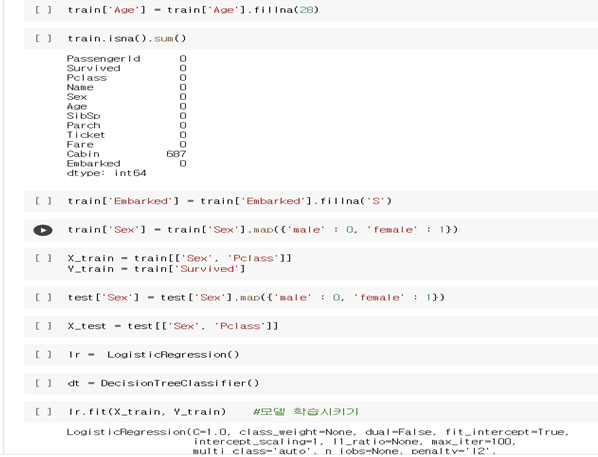 [ ] train['Age'] = train['Age'].fillna(28)
[ ] train.isna().sum()
PassengerId 0
Survived 0
Pclass 0
Name 0
Sex 0
Age 0
SibSp 0
Parch 0
Ticket 0
Fare 0
Cabin 687
Embarked 0
dtype: int64
[ ] train['Embarked'] = train['Embarked'].fillna('S')
train['Sex'] = train['Sex'].map({'male' : 0, 'female' : 1})
[ ] X_train = train[['Sex', 'Pclass']]
Y_train = train['Survived']
[ ] test['Sex'] = test['Sex'].map({'male' : 0, 'female' : 1})
[ ] X_test = test[['Sex', 'Pclass']]
[ ] lr = LogisticRegression()
[ ] dt = DecisionTreeClassifier()
[ ] lr.fit(X_train, Y_train) #모델 학습시키기
LogisticRegression(C=1.0, class_weight=None, dual=False, fit_intercept=True,
intercept_scaling=1, l1_ratio=None, max_iter=100,
multi_class='auto', n_jobs=None, penalty='l2',